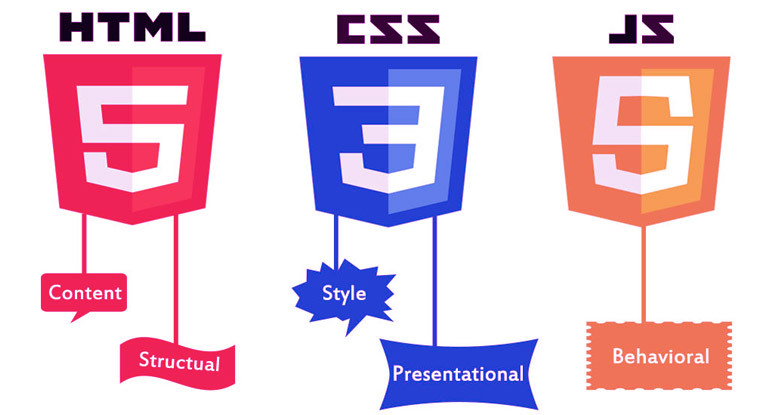 HTML
CSS
JS
5
3
5
Content
Style
Structual
Behavioral
Presentational